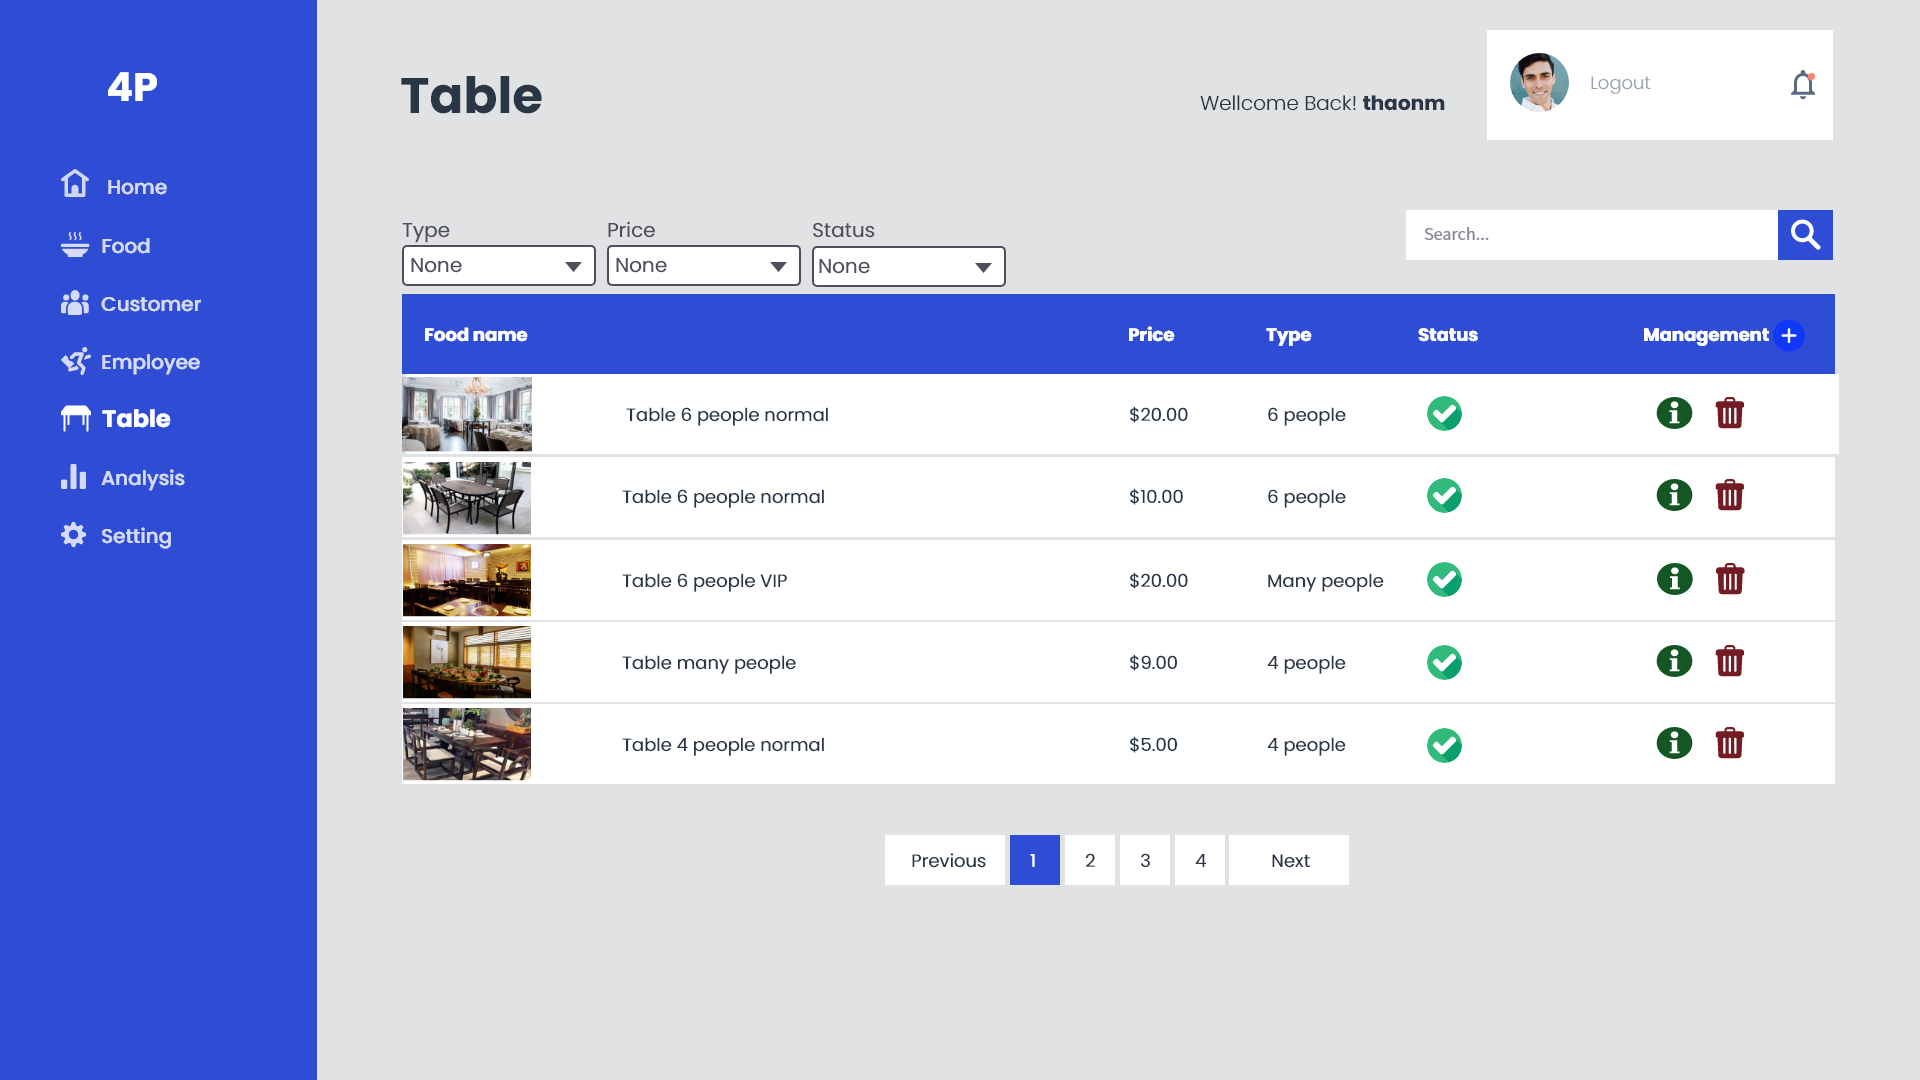 4P
Home
Food
Customer
Employee
Table
Analysis
Setting
Table
Wellcome Back! thaonm
Logout
Type
Price
Status
None
None
None
Search...
Food name Price Type Status Management
Table 6 people normal $20.00 6 people
Table 6 people normal $10.00 6 people
Table 6 people VIP $20.00 Many people
Table many people $9.00 4 people
Table 4 people normal $5.00 4 people
Previous 1 2 3 4 Next